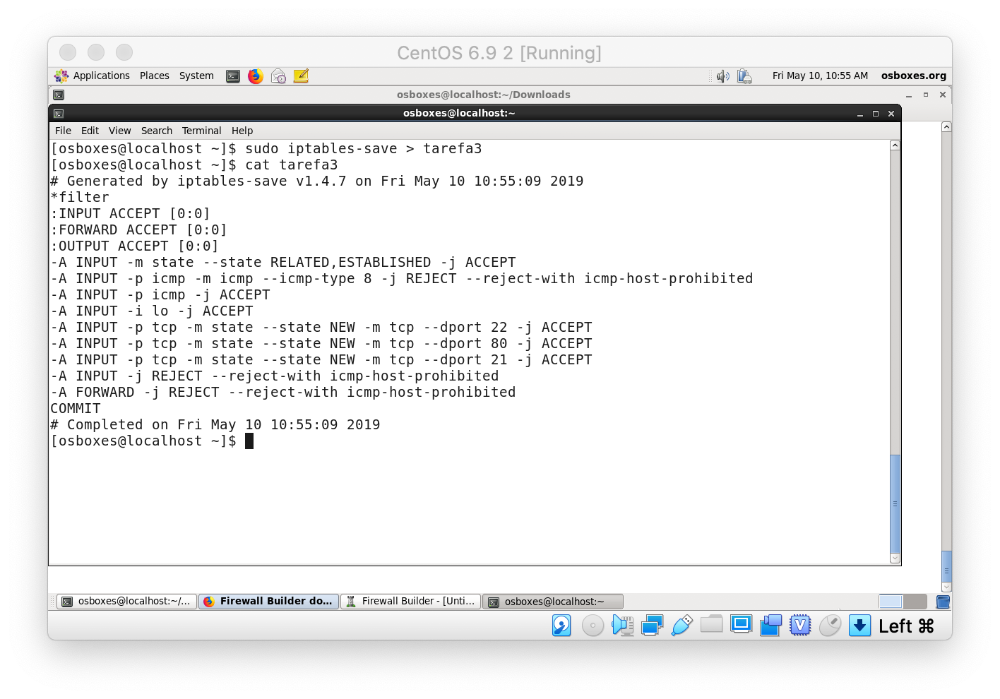 CentOS 6.9 2 [Running]
Applications Places System Fri May 10, 10:55 AM osboxes.org
osboxes@localhost:~/Downloads
osboxes@localhost:~
File Edit View Search Terminal Help
[osboxes@localhost ~]$ sudo iptables-save > tarefa3
[osboxes@localhost ~]$ cat tarefa3
# Generated by iptables-save v1.4.7 on Fri May 10 10:55:09 2019
*filter
:INPUT ACCEPT [0:0]
:FORWARD ACCEPT [0:0]
:OUTPUT ACCEPT [0:0]
-A INPUT -m state --state RELATED,ESTABLISHED -j ACCEPT
-A INPUT -p icmp -m icmp --icmp-type 8 -j REJECT --reject-with icmp-host-prohibited
-A INPUT -p icmp -j ACCEPT
-A INPUT -i lo -j ACCEPT
-A INPUT -p tcp -m state --state NEW -m tcp --dport 22 -j ACCEPT
-A INPUT -p tcp -m state --state NEW -m tcp --dport 80 -j ACCEPT
-A INPUT -p tcp -m state --state NEW -m tcp --dport 21 -j ACCEPT
-A INPUT -j REJECT --reject-with icmp-host-prohibited
-A FORWARD -j REJECT --reject-with icmp-host-prohibited
COMMIT
# Completed on Fri May 10 10:55:09 2019
[osboxes@localhost ~]$
osboxes@localhost:~/... Firewall Builder do... Firewall Builder - [Unti... osboxes@localhost:~
Left ⌘